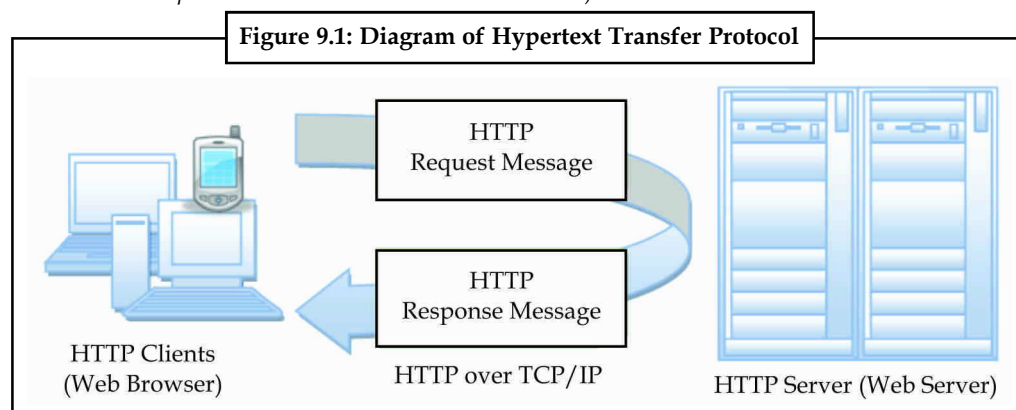 Figure 9.1: Diagram of Hypertext Transfer Protocol
HTTP
Request Message
HTTP
Response Message
HTTP Clients
(Web Browser)
HTTP over TCP/IP
HTTP Server (Web Server)